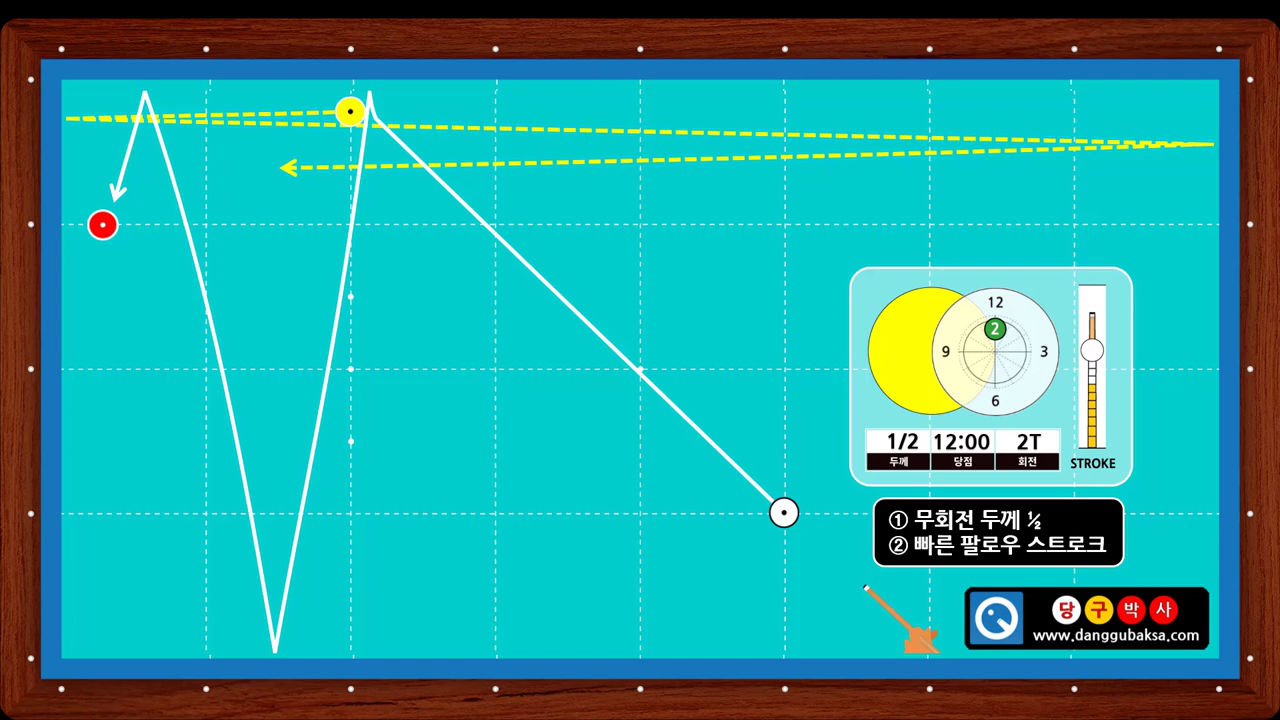 12
2
9
3
6
1/2 12:00 2T
두께 당점 회전
STROKE
① 무회전 두께 ½
② 빠른 팔로우 스트로크
당구박사
www.danggubaksa.com